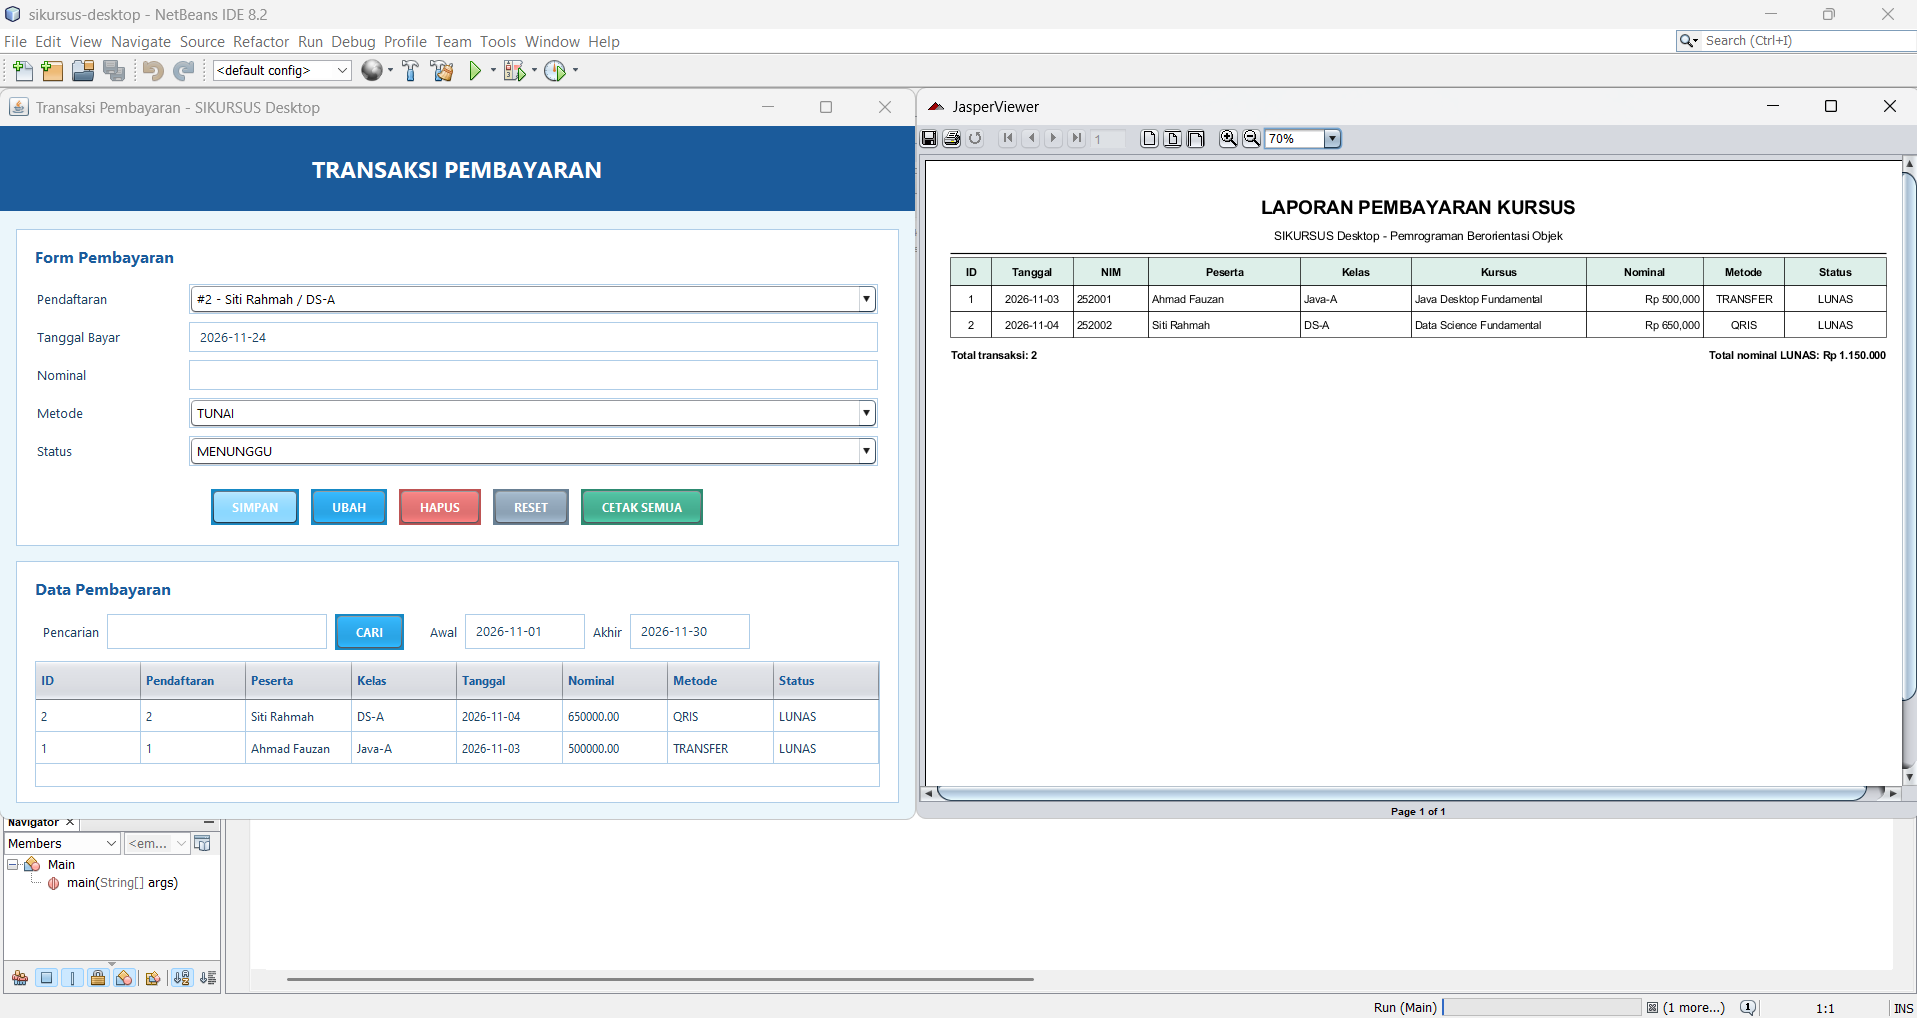 sikursus-desktop - NetBeans IDE 8.2
File Edit View Navigate Source Refactor Run Debug Profile Team Tools Window Help
Search (Ctrl+I)
<default config>
Transaksi Pembayaran - SIKURSUS Desktop
TRANSAKSI PEMBAYARAN
Form Pembayaran
Pendaftaran #2 - Siti Rahmah / DS-A
Tanggal Bayar 2026-11-24
Nominal
Metode TUNAI
Status MENUNGGU
SIMPAN UBAH HAPUS RESET CETAK SEMUA
Data Pembayaran
Pencarian CARI Awal 2026-11-01 Akhir 2026-11-30
ID Pendaftaran Peserta Kelas Tanggal Nominal Metode Status
2 2 Siti Rahmah DS-A 2026-11-04 650000.00 QRIS LUNAS
1 1 Ahmad Fauzan Java-A 2026-11-03 500000.00 TRANSFER LUNAS
JasperViewer
1 70%
LAPORAN PEMBAYARAN KURSUS
SIKURSUS Desktop - Pemrograman Berorientasi Objek
ID Tanggal NIM Peserta Kelas Kursus Nominal Metode Status
1 2026-11-03 252001 Ahmad Fauzan Java-A Java Desktop Fundamental Rp 500,000 TRANSFER LUNAS
2 2026-11-04 252002 Siti Rahmah DS-A Data Science Fundamental Rp 650,000 QRIS LUNAS
Total transaksi: 2 Total nominal LUNAS: Rp 1.150.000
Page 1 of 1
Navigator
Members <em...
Main
main(String[] args)
Run (Main) (1 more...) 1 1:1 INS